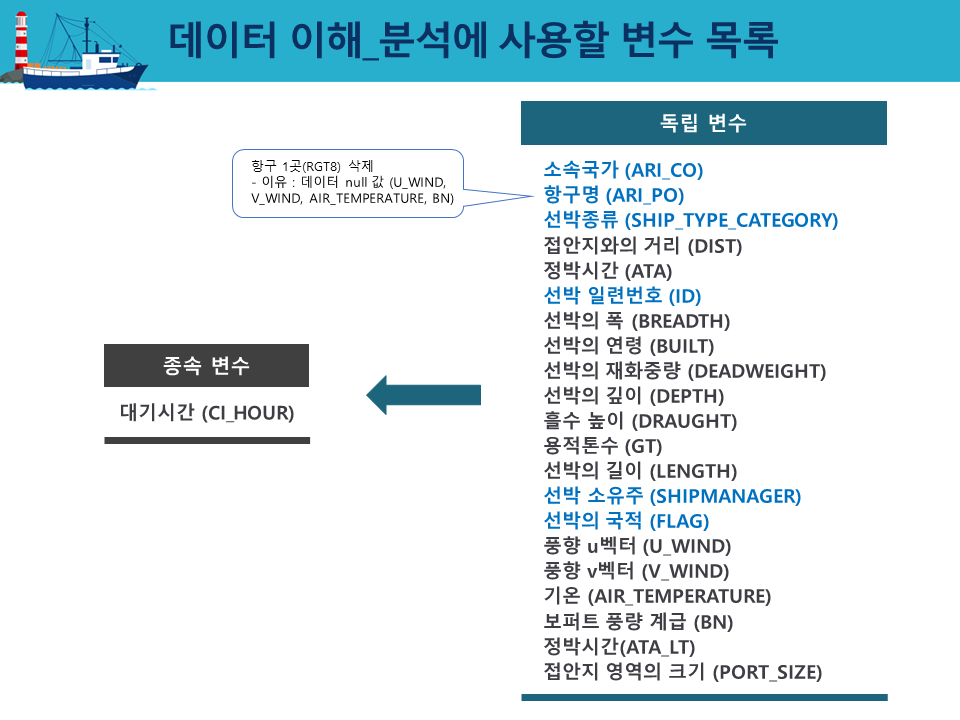 데이터 이해_분석에 사용할 변수 목록
독립 변수
항구 1곳(RGT8) 삭제
- 이유 : 데이터 null 값 (U_WIND,
V_WIND, AIR_TEMPERATURE, BN)
소속국가 (ARI_CO)
항구명 (ARI_PO)
선박종류 (SHIP_TYPE_CATEGORY)
접안지와의 거리 (DIST)
정박시간 (ATA)
선박 일련번호 (ID)
선박의 폭 (BREADTH)
선박의 연령 (BUILT)
선박의 재화중량 (DEADWEIGHT)
선박의 깊이 (DEPTH)
흘수 높이 (DRAUGHT)
용적톤수 (GT)
선박의 길이 (LENGTH)
선박 소유주 (SHIPMANAGER)
선박의 국적 (FLAG)
풍향 u벡터 (U_WIND)
풍향 v벡터 (V_WIND)
기온 (AIR_TEMPERATURE)
보퍼트 풍량 계급 (BN)
정박시간(ATA_LT)
접안지 영역의 크기 (PORT_SIZE)
종속 변수
대기시간 (CI_HOUR)